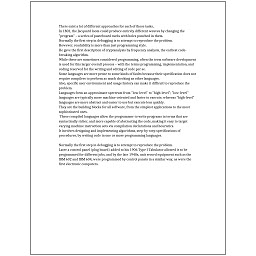 There exist a lot of different approaches for each of those tasks.
In 1801, the Jacquard loom could produce entirely different weaves by changing the
"program" – a series of pasteboard cards with holes punched in them.
Normally the first step in debugging is to attempt to reproduce the problem.
However, readability is more than just programming style.
He gave the first description of cryptanalysis by frequency analysis, the earliest code-
breaking algorithm.
While these are sometimes considered programming, often the term software development
is used for this larger overall process – with the terms programming, implementation, and
coding reserved for the writing and editing of code per se.
Some languages are more prone to some kinds of faults because their specification does not
require compilers to perform as much checking as other languages.
Also, specific user environment and usage history can make it difficult to reproduce the
problem.
Languages form an approximate spectrum from "low-level" to "high-level"; "low-level"
languages are typically more machine-oriented and faster to execute, whereas "high-level"
languages are more abstract and easier to use but execute less quickly.
They are the building blocks for all software, from the simplest applications to the most
sophisticated ones.
These compiled languages allow the programmer to write programs in terms that are
syntactically richer, and more capable of abstracting the code, making it easy to target
varying machine instruction sets via compilation declarations and heuristics.
It involves designing and implementing algorithms, step-by-step specifications of
procedures, by writing code in one or more programming languages.
Normally the first step in debugging is to attempt to reproduce the problem.
Later a control panel (plug board) added to his 1906 Type I Tabulator allowed it to be
programmed for different jobs, and by the late 1940s, unit record equipment such as the
IBM 602 and IBM 604, were programmed by control panels in a similar way, as were the
first electronic computers.